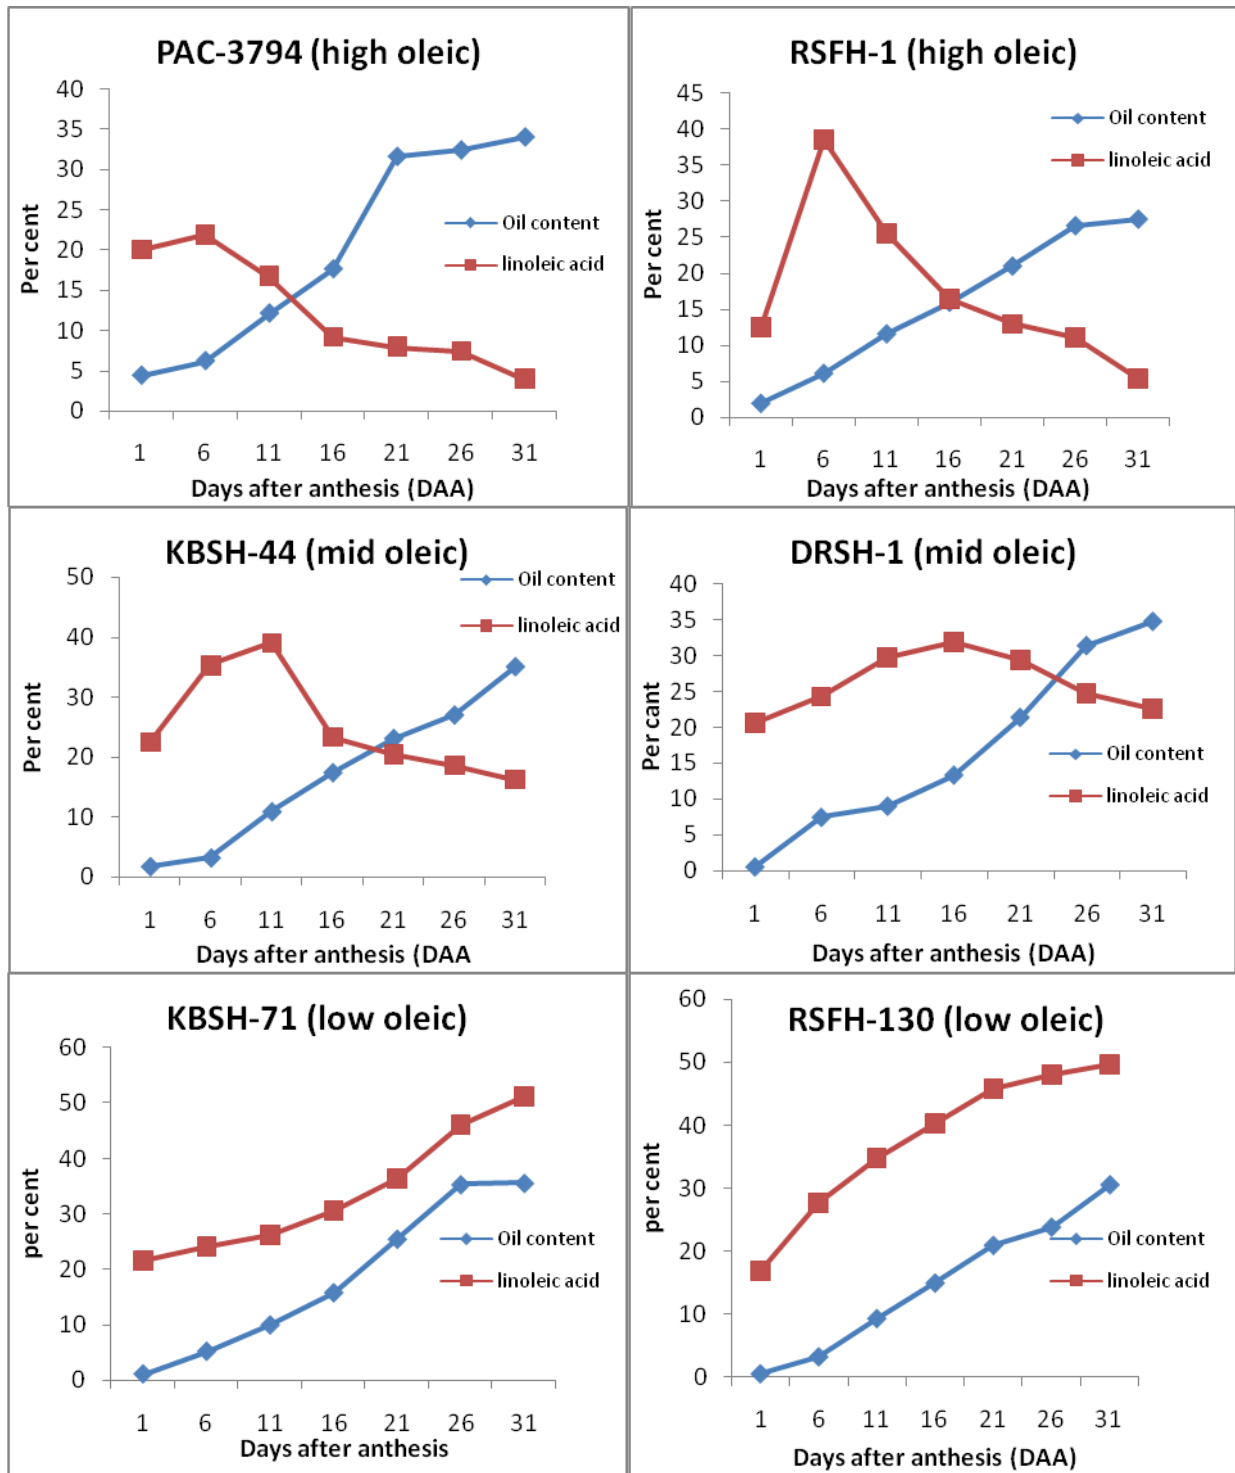 PAC-3794 (high oleic)
40
35
30
25
20
15
10
5
0
Per cent
Oil content
linoleic acid
1 6 11 16 21 26 31
Days after anthesis (DAA)
RSFH-1 (high oleic)
45
40
35
30
25
20
15
10
5
0
Per cent
Oil content
linoleic acid
1 6 11 16 21 26 31
Days after anthesis (DAA)
KBSH-44 (mid oleic)
50
40
30
20
10
0
Per cent
Oil content
linoleic acid
1 6 11 16 21 26 31
Days after anthesis (DAA
DRSH-1 (mid oleic)
40
35
30
25
20
15
10
5
0
Per cant
Oil content
linoleic acid
1 6 11 16 21 26 31
Days after anthesis (DAA)
KBSH-71 (low oleic)
60
50
40
30
20
10
0
per cent
Oil content
linoleic acid
1 6 11 16 21 26 31
Days after anthesis
RSFH-130 (low oleic)
60
50
40
30
20
10
0
per cent
Oil content
linoleic acid
1 6 11 16 21 26 31
Days after anthesis (DAA)